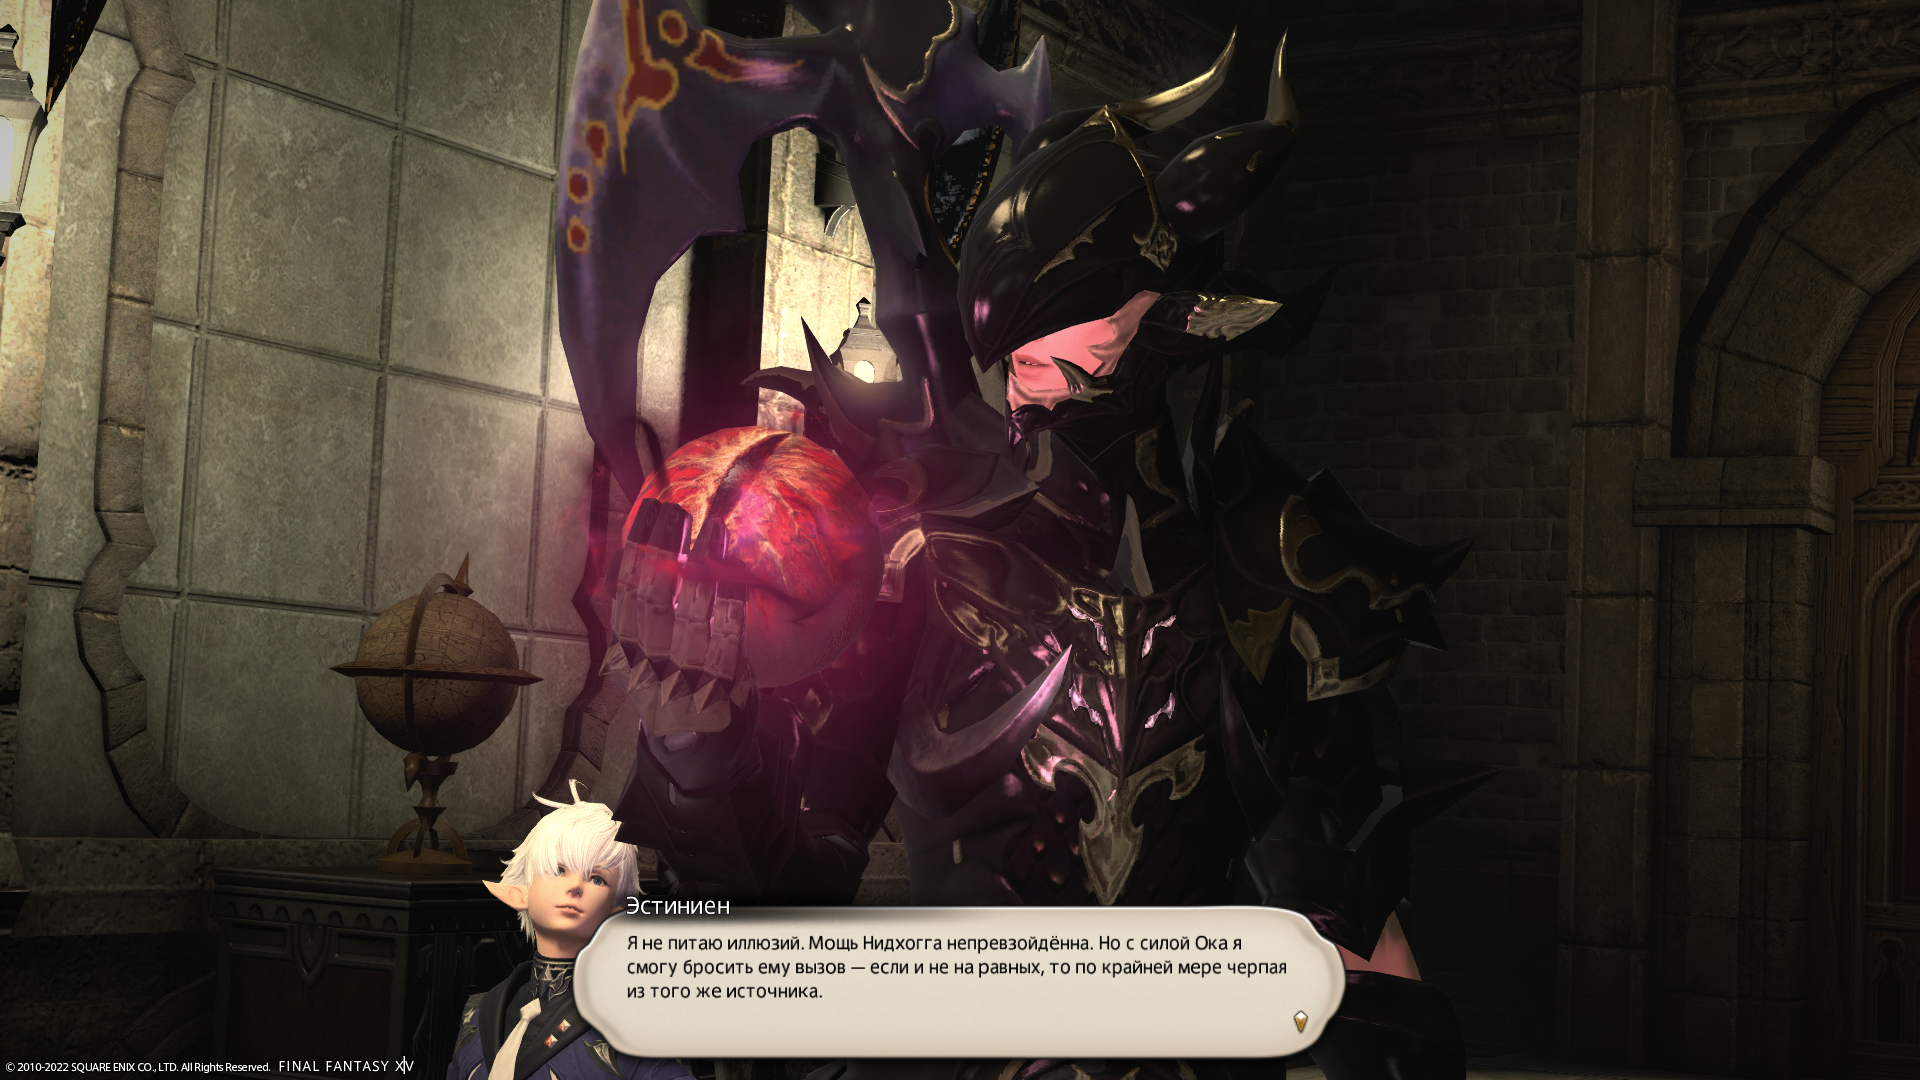 Эстиниен
Я не питаю иллюзий. Мощь Нидхогга непревзойдённа. Но с силой Ока я
смогу бросить ему вызов — если и не на равных, то по крайней мере черпая
из того же источника.
© 2010-2022 SQUARE ENIX CO., LTD. All Rights Reserved. FINAL FANTASY XIV